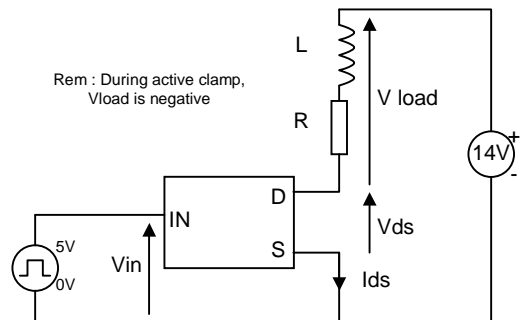 L
Rem : During active clamp,
Vload is negative
V load
R
14V
+
-
D
IN
Vds
S
5V
0V
Vin
Ids